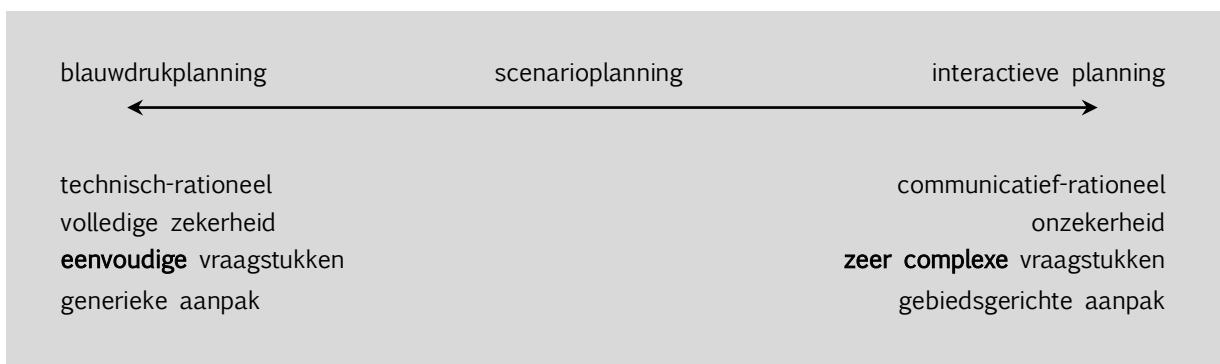 blauwdrukplanning scenarioplanning interactieve planning
technisch-rationeel communicatief-rationeel
volledige zekerheid onzekerheid
eenvoudige vraagstukken zeer complexe vraagstukken
generieke aanpak gebiedsgerichte aanpak